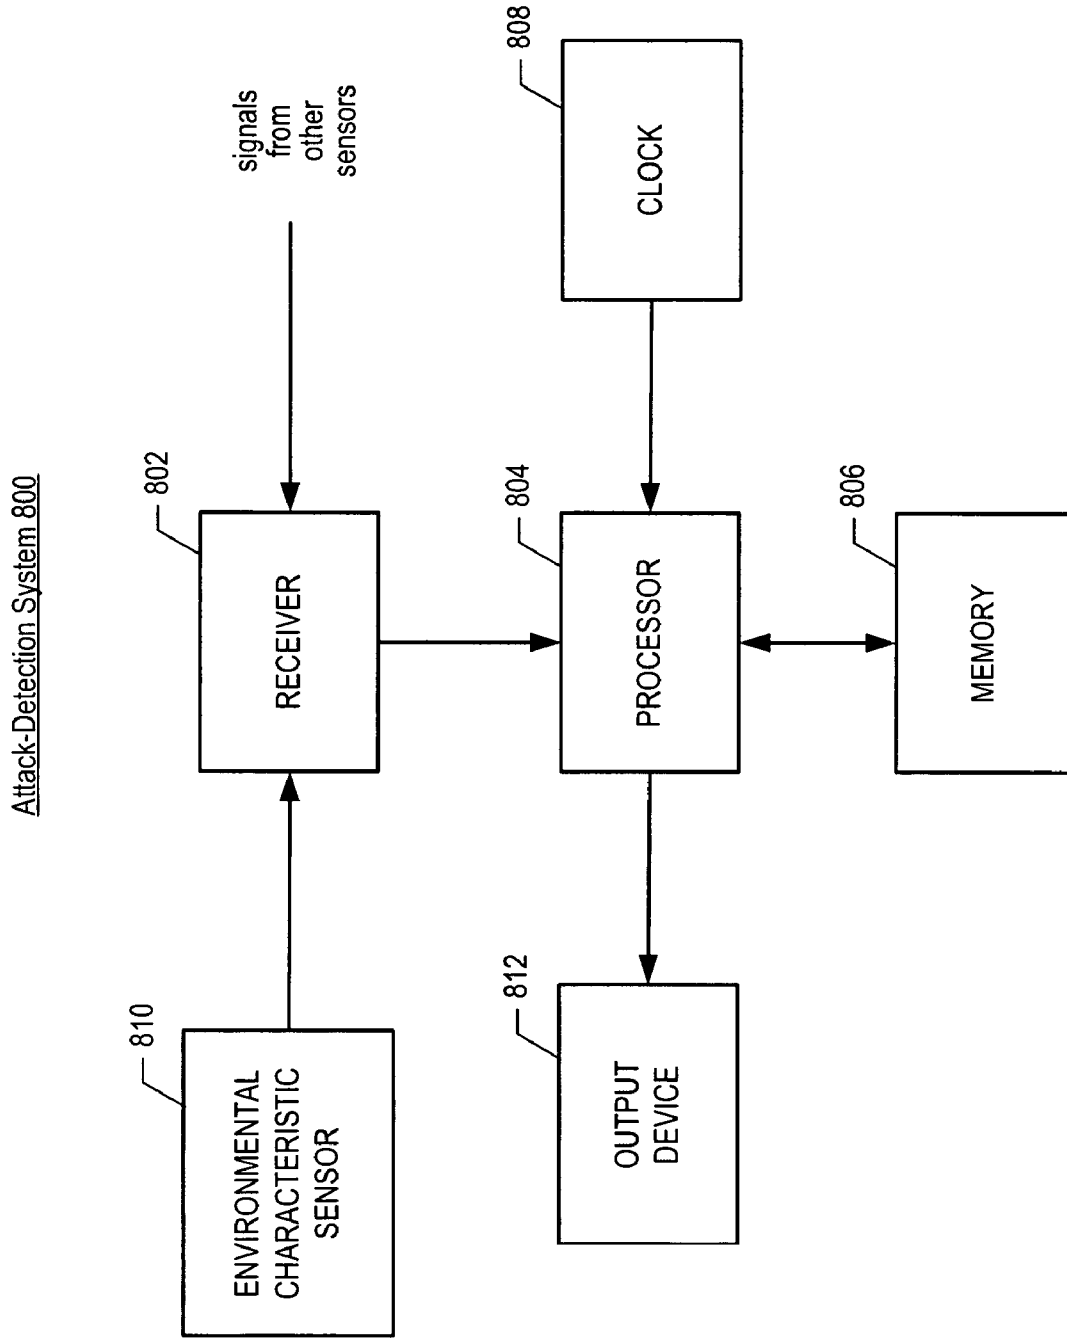 Attack-Detection System 800
810
ENVIRONMENTAL
CHARACTERISTIC
SENSOR
802
RECEIVER
signals
from
other
sensors
812
OUTPUT
DEVICE
804
PROCESSOR
808
CLOCK
806
MEMORY